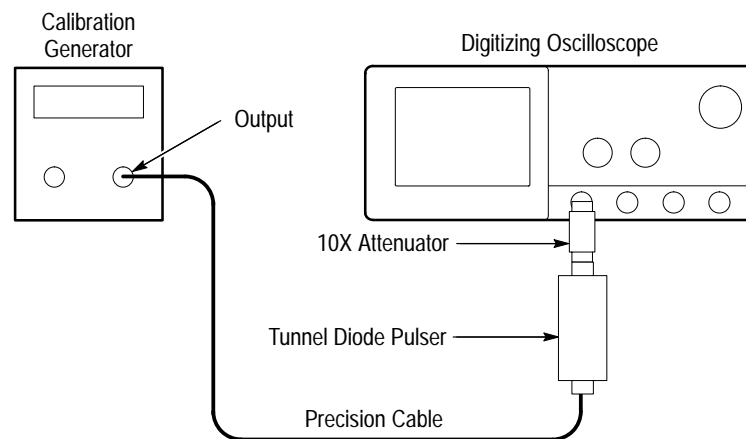 Calibration
Generator
Digitizing Oscilloscope
Output
10X Attenuator
Tunnel Diode Pulser
Precision Cable